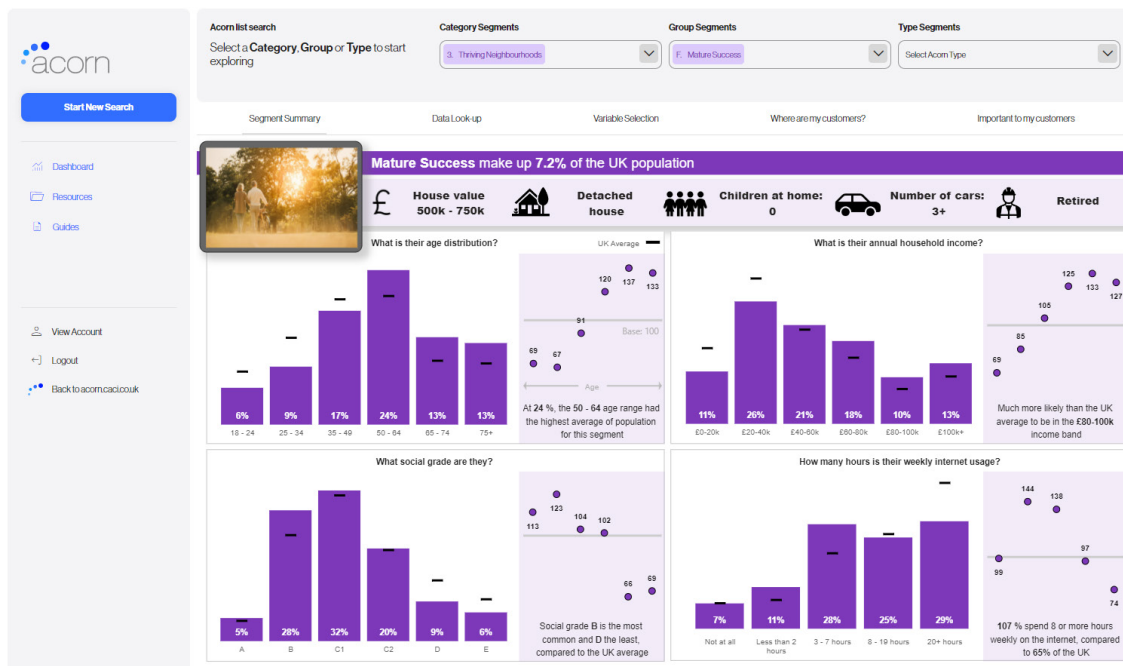 acorn
Start New Search
Dashboard
Resources
Guides
View Account
Logout
Back to acorn.caci.co.uk
Acorn list search
Select a Category, Group or Type to start
exploring
Category Segments
3. Thriving Neighbourhoods
Group Segments
F. Mature Success
Type Segments
Select Acorn Type
Segment Summary
Data Look-up
Variable Selection
Where are my customers?
Important to my customers
Mature Success make up 7.2% of the UK population
£
House value
500k - 750k
Detached
house
Children at home:
0
Number of cars:
3+
Retired
What is their age distribution?
UK Average
6%
9%
17%
24%
13%
13%
18 - 24
25 - 34
35 - 49
50 - 64
65 - 74
75+
69
67
91
120
137
133
Base: 100
Age
At 24 %, the 50 - 64 age range had
the highest average of population
for this segment
What is their annual household income?
11%
26%
21%
18%
10%
13%
£0-20k
£20-40k
£40-60k
£60-80k
£80-100k
£100k+
69
85
105
125
133
127
Much more likely than the UK
average to be in the £80-100k
income band
What social grade are they?
5%
28%
32%
20%
9%
6%
A
B
C1
C2
D
E
113
123
104
102
66
69
Social grade B is the most
common and D the least,
compared to the UK average
How many hours is their weekly internet usage?
7%
11%
28%
25%
29%
Not at all
Less than 2
hours
3 - 7 hours
8 - 19 hours
20+ hours
99
144
138
97
74
107 % spend 8 or more hours
weekly on the internet, compared
to 65% of the UK